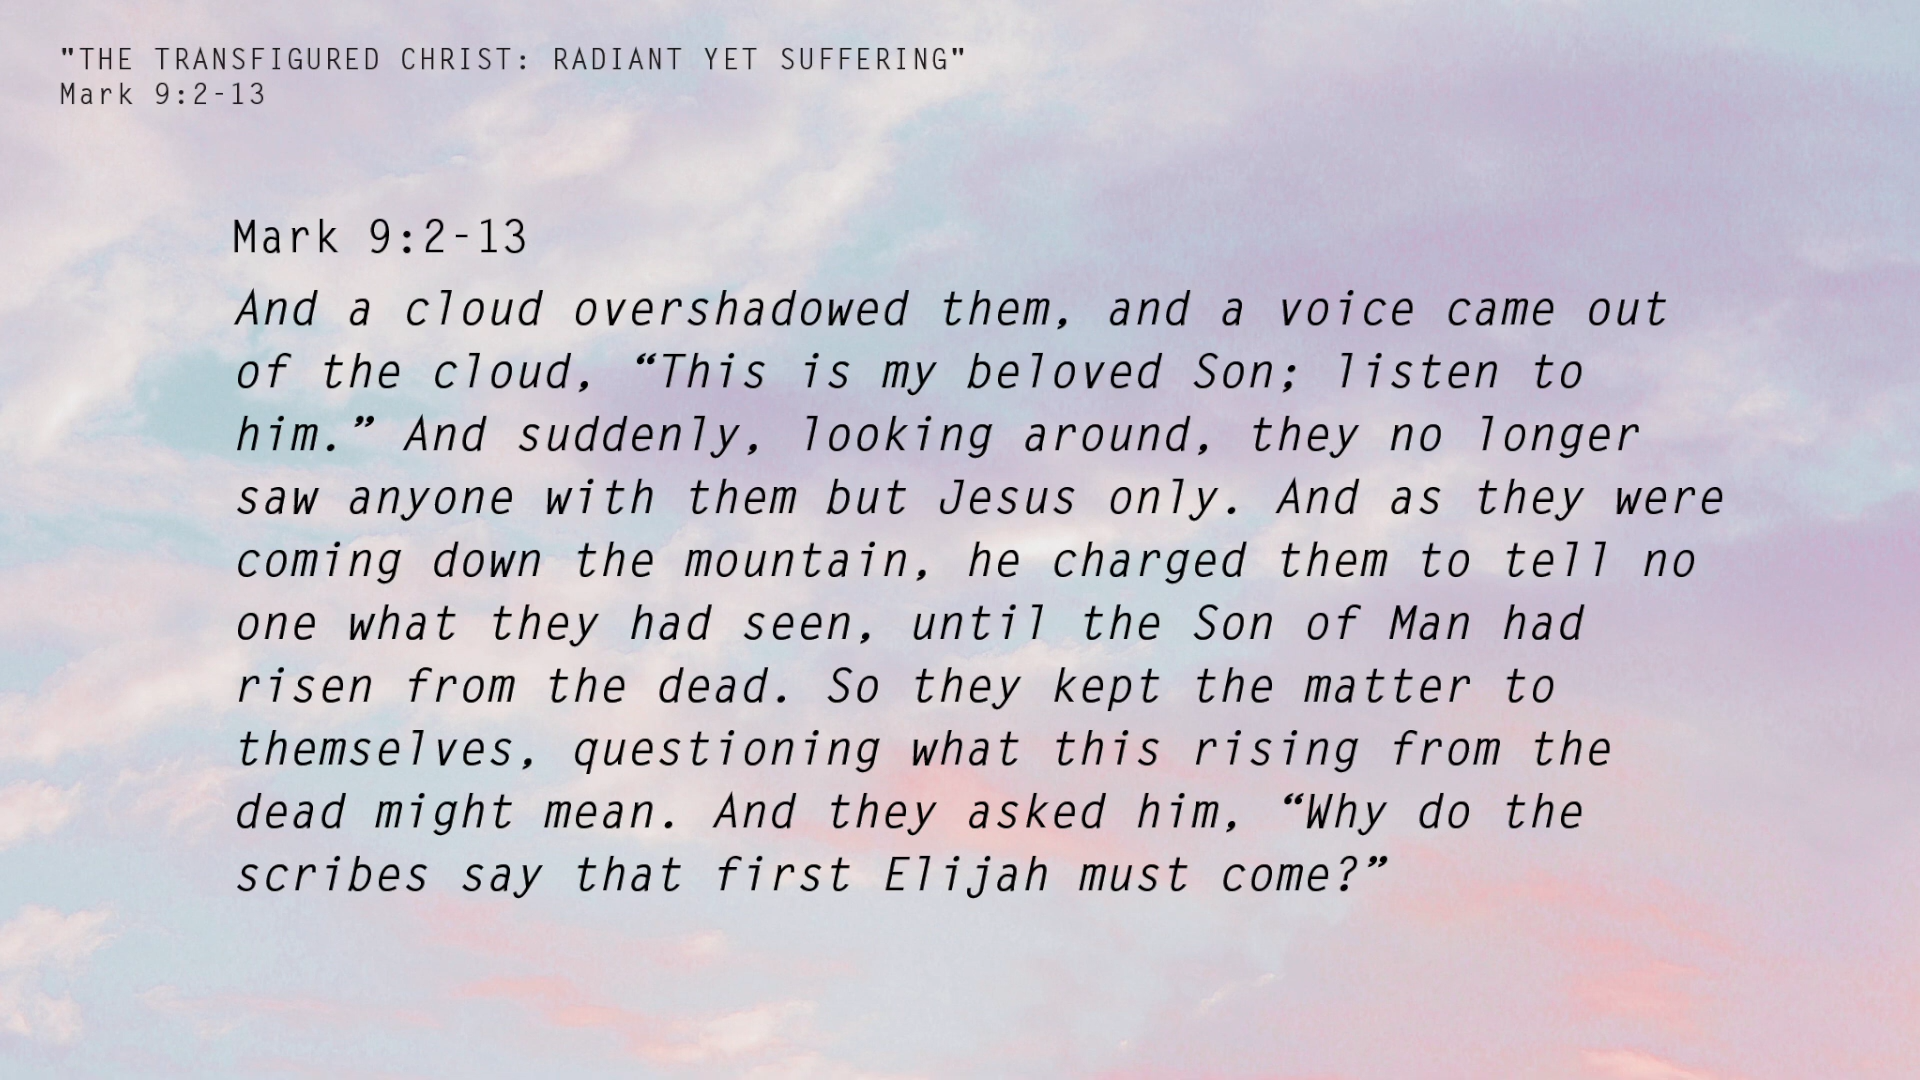 "THE TRANSFIGURED CHRIST: RADIANT YET SUFFERING"
Mark 9:2-13
Mark 9:2-13
And a cloud overshadowed them, and a voice came out
of the cloud, “This is my beloved Son; listen to
him.” And suddenly, looking around, they no longer
saw anyone with them but Jesus only. And as they were
coming down the mountain, he charged them to tell no
one what they had seen, until the Son of Man had
risen from the dead. So they kept the matter to
themselves, questioning what this rising from the
dead might mean. And they asked him, “Why do the
scribes say that first Elijah must come?”